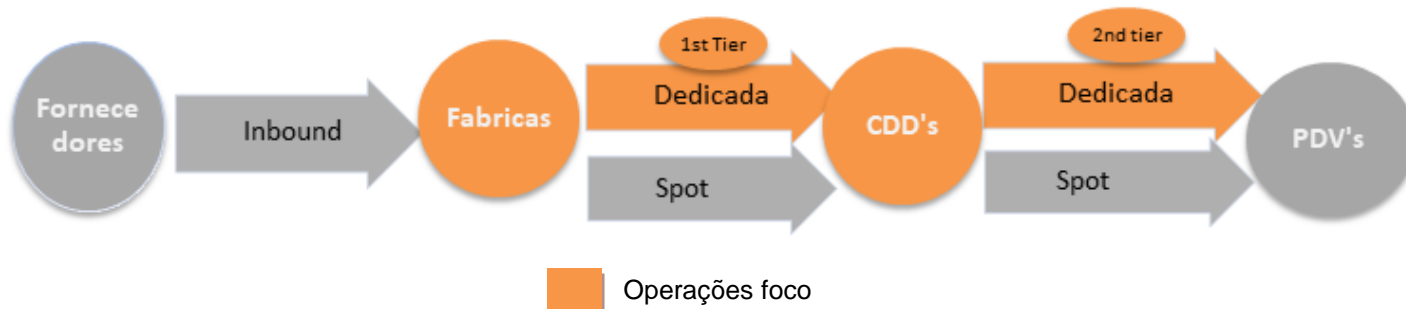 Fornece
dores
Inbound
Fabricas
1st Tier
Dedicada
Spot
CDD's
2nd tier
Dedicada
Spot
PDV's
Operações foco